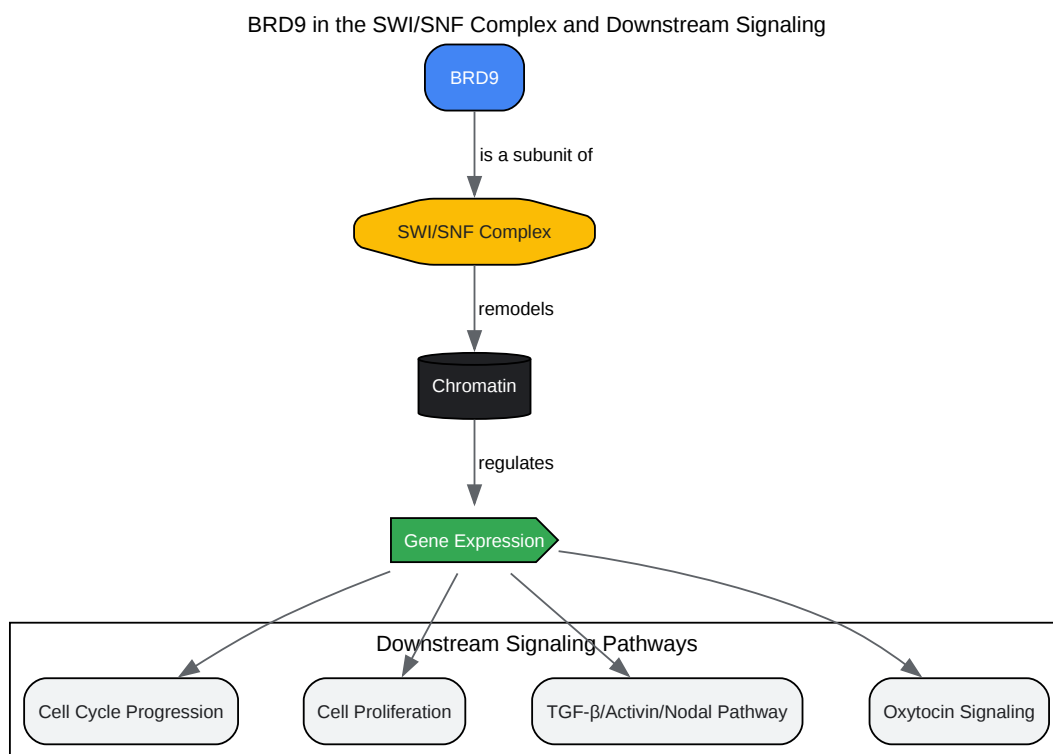 BRD9 in the SWI/SNF Complex and Downstream Signaling
BRD9
is a subunit of
SWI/SNF Complex
remodels
Chromatin
regulates
Gene Expression
Downstream Signaling Pathways
Cell Cycle Progression
Cell Proliferation
TGF-β/Activin/Nodal Pathway
Oxytocin Signaling